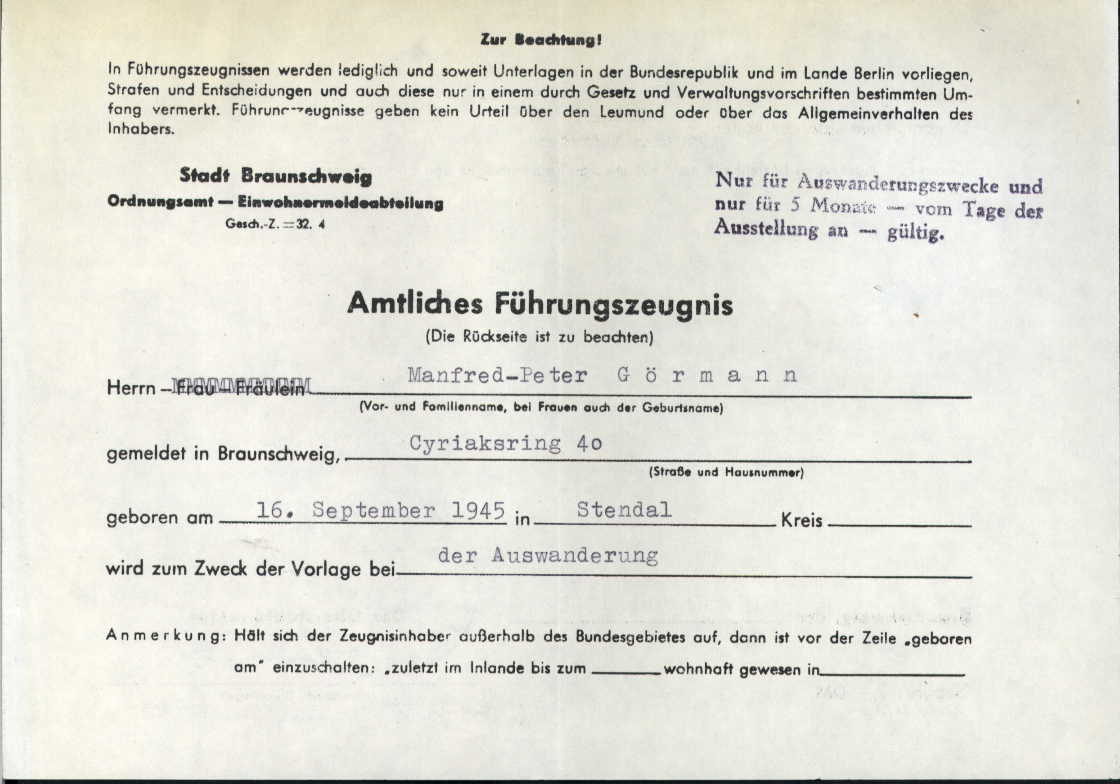 Zur Beachtung!
In Führungszeugnissen werden lediglich und soweit Unterlagen in der Bundesrepublik und im Lande Berlin vorliegen,
Strafen und Entscheidungen und auch diese nur in einem durch Gesetz und Verwaltungsvorschriften bestimmten Um-
fang vermerkt. Führungszeugnisse geben kein Urteil über den Leumund oder über das Allgemeinverhalten des
Inhabers.
Stadt Braunschweig
Ordnungsamt — Einwohnermeldeabteilung
Gesch.-Z. = 32. 4
Nur für Auswanderungszwecke und
nur für 5 Monate — vom Tage der
Ausstellung an — gültig.
Amtliches Führungszeugnis
(Die Rückseite ist zu beachten)
Herrn – Frau – Fräulein Manfred-Peter G ö r m a n n
(Vor- und Familienname, bei Frauen auch der Geburtsname)
gemeldet in Braunschweig, Cyriaksring 4o
(Straße und Hausnummer)
geboren am 16. September 1945 in Stendal Kreis
wird zum Zweck der Vorlage bei der Auswanderung
Anmerkung: Hält sich der Zeugnisinhaber außerhalb des Bundesgebietes auf, dann ist vor der Zeile „geboren
am" einzuschalten: „zuletzt im Inlande bis zum wohnhaft gewesen in